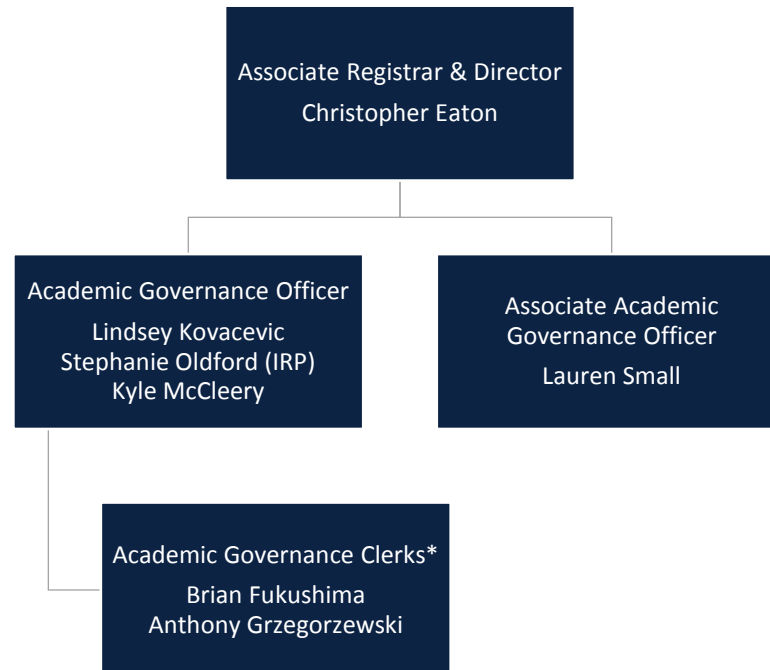 Associate Registrar & Director
Christopher Eaton
Academic Governance Officer
Lindsey Kovacevic
Stephanie Oldford (IRP)
Kyle McCleery
Associate Academic
Governance Officer
Lauren Small
Academic Governance Clerks*
Brian Fukushima
Anthony Grzegorzewski